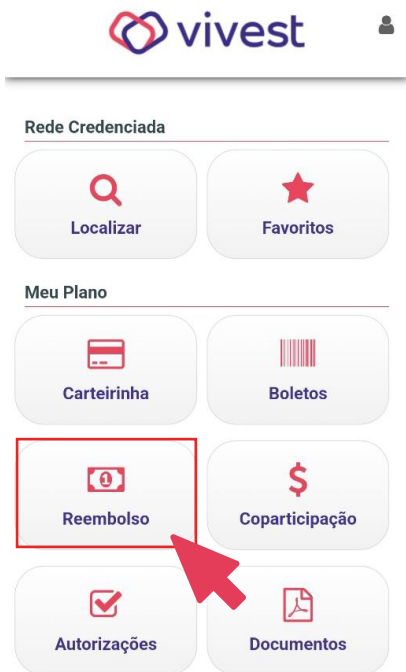 vivest
Rede Credenciada
Localizar Favoritos
Meu Plano
Carteirinha Boletos
Reembolso Coparticipação
Autorizações Documentos